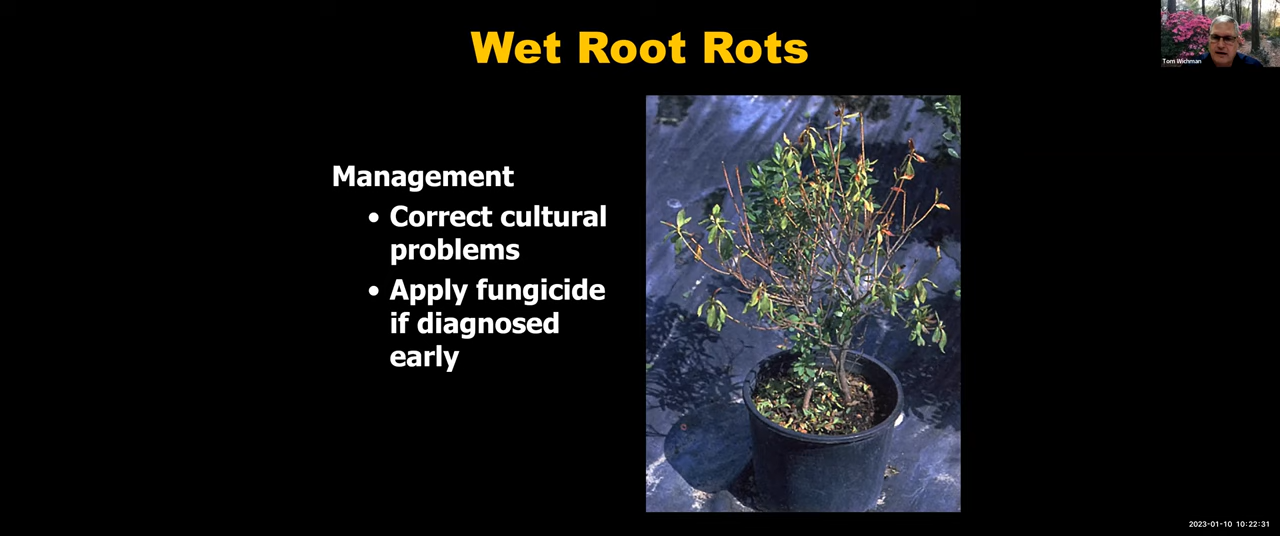 Wet Root Rots
Tom Wichman
Management
• Correct cultural
problems
• Apply fungicide
if diagnosed
early
2023-01-10 10:22:31